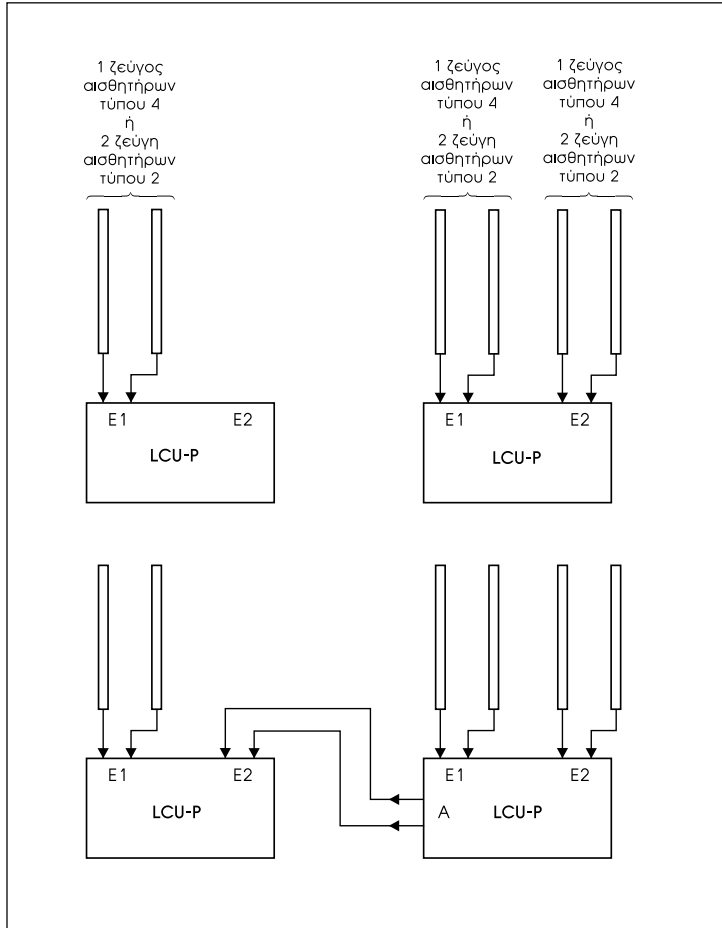 1 ζεύγος
αισθητήρων
τύπου 4
ή
2 ζεύγη
αισθητήρων
τύπου 2
1 ζεύγος
αισθητήρων
τύπου 4
ή
2 ζεύγη
αισθητήρων
τύπου 2
1 ζεύγος
αισθητήρων
τύπου 4
ή
2 ζεύγη
αισθητήρων
τύπου 2
E1 E2
LCU-P
E1 E2
LCU-P
E1 E2
LCU-P
E1 E2
A LCU-P